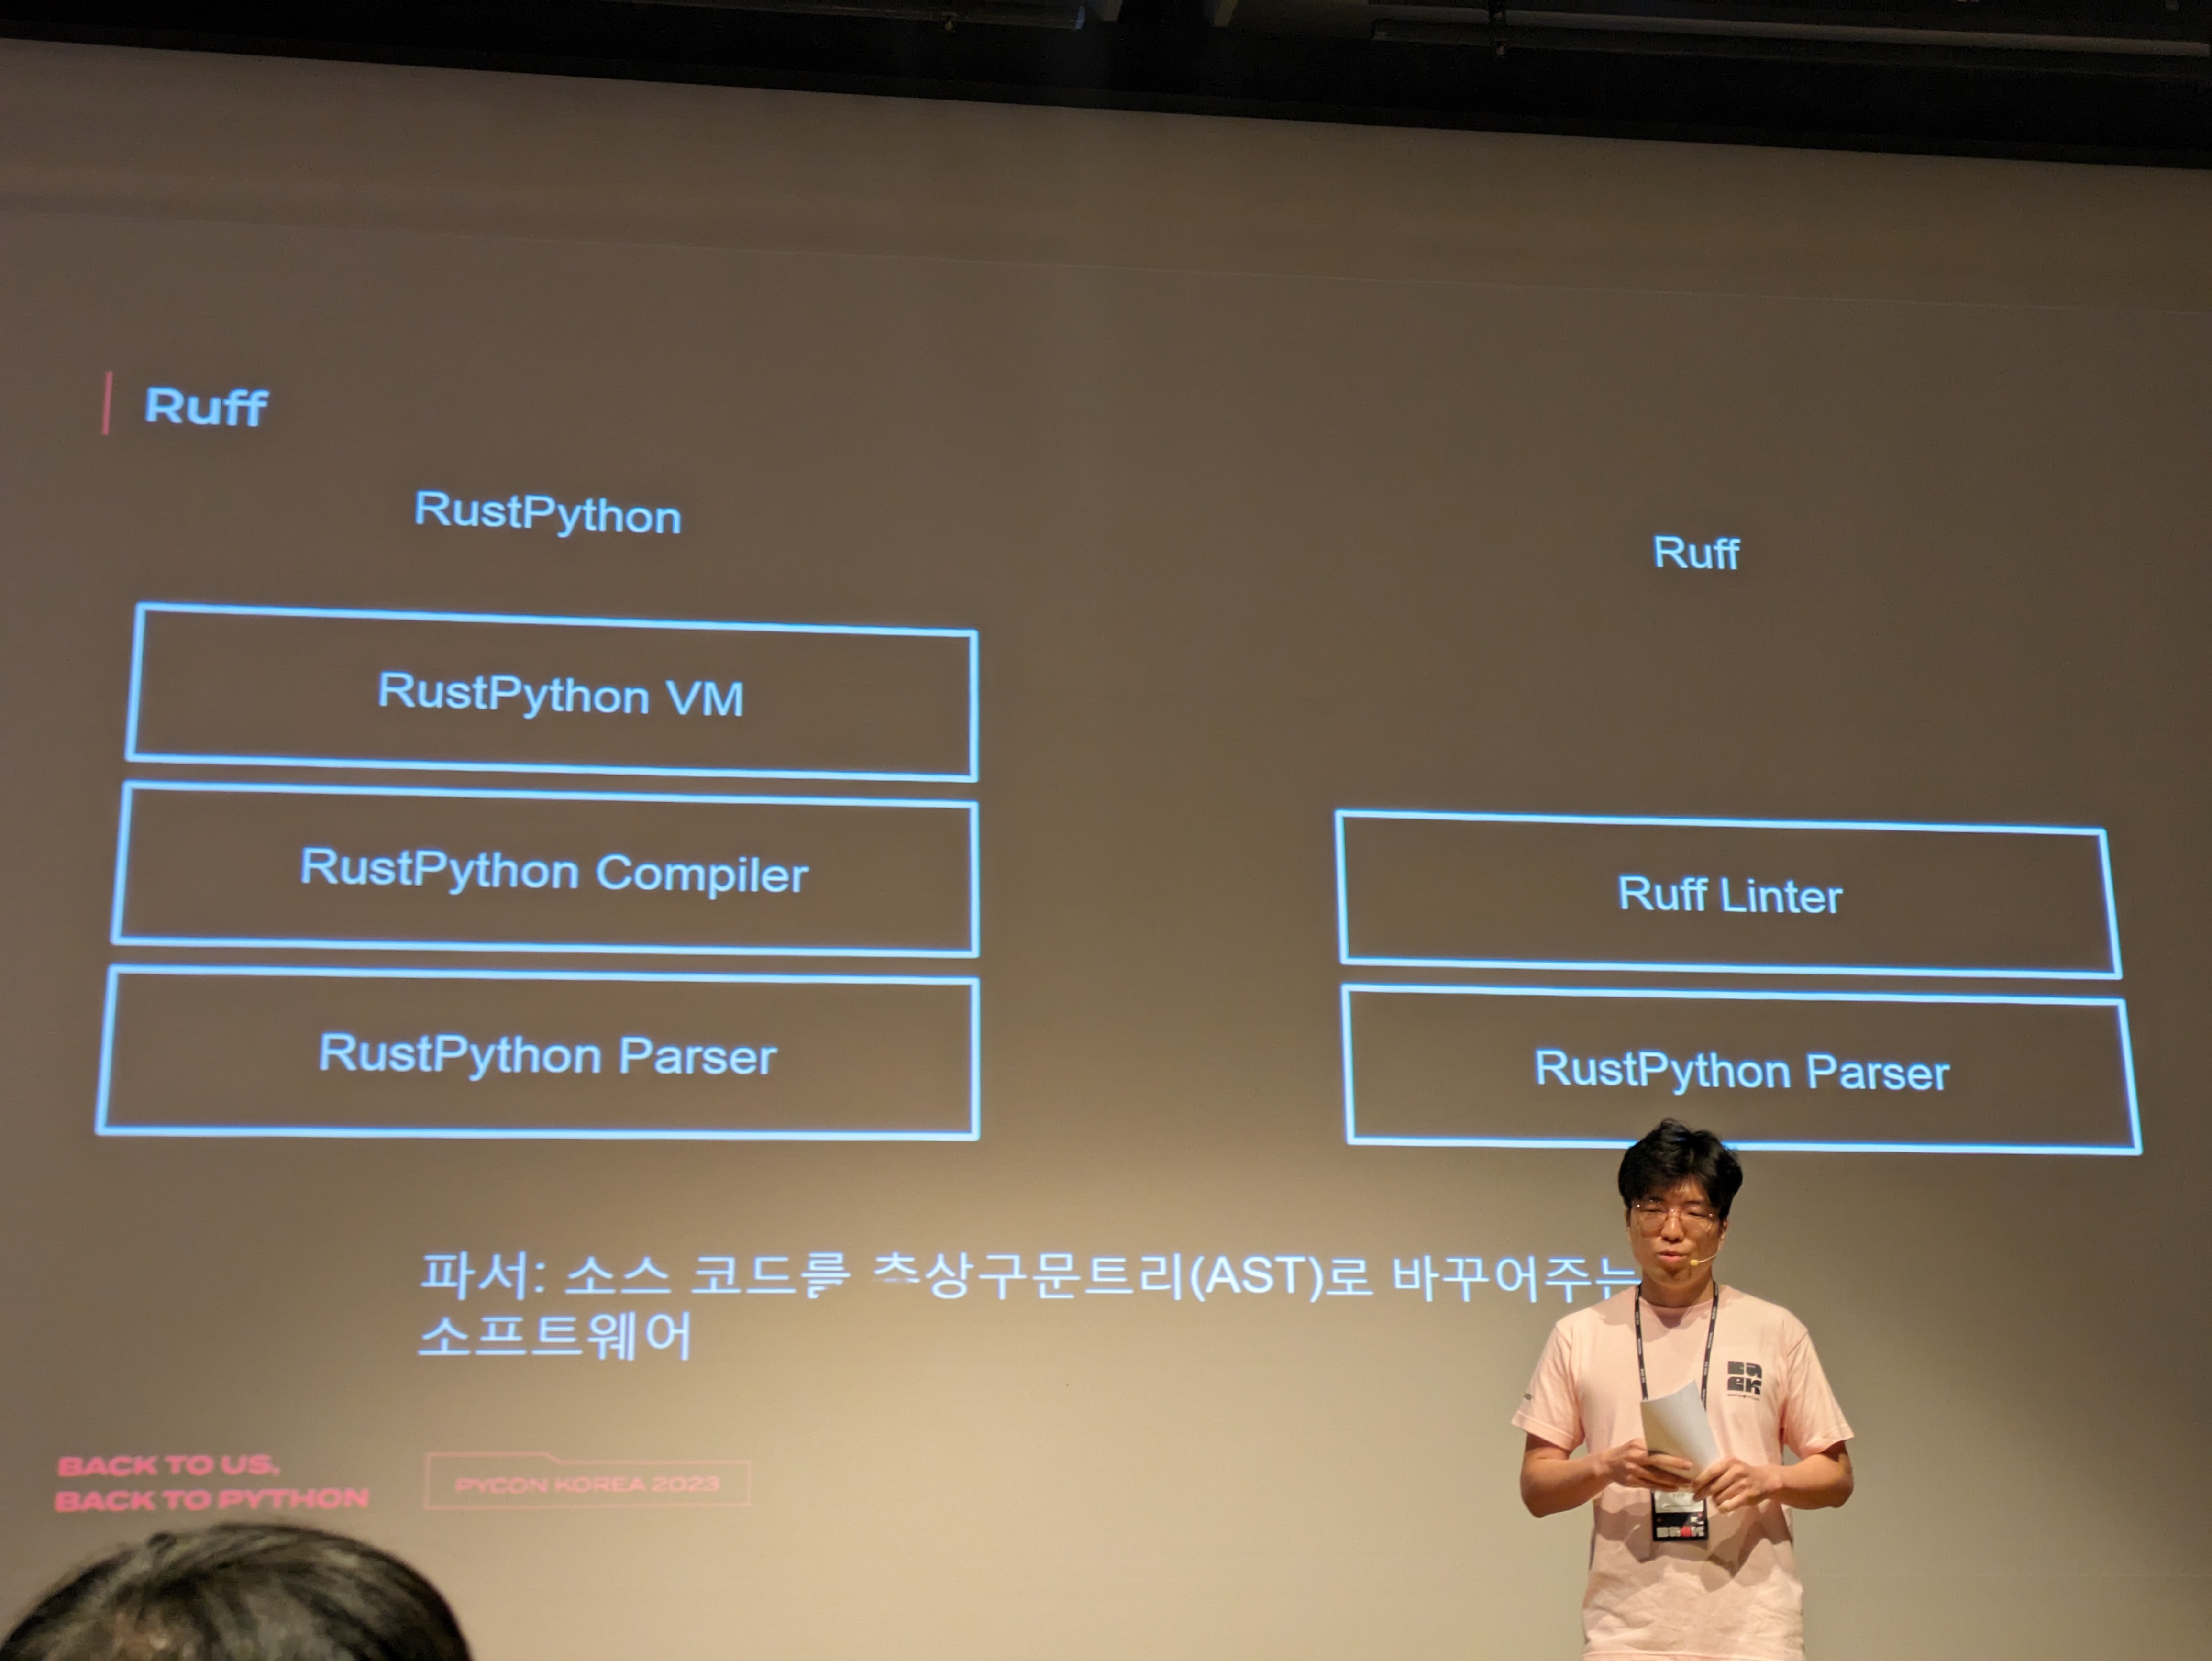 Ruff
RustPython
Ruff
RustPython VM
RustPython Compiler
Ruff Linter
RustPython Parser
RustPython Parser
파서: 소스 코드를 추상구문트리(AST)로 바꾸어주는
소프트웨어
BACK TO US,
BACK TO PYTHON
PYCON KOREA 2023